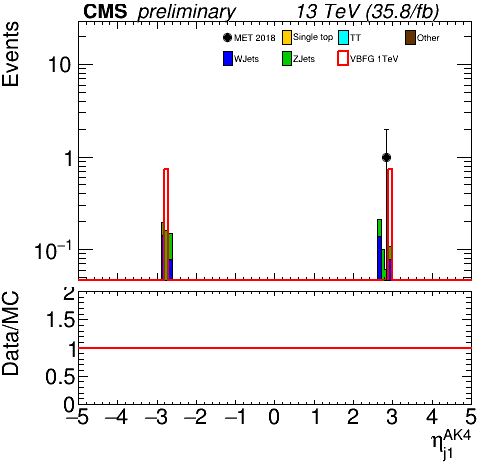 CMS preliminary 13 TeV (35.8/fb)
Events
MET 2018 Single top TT Other
WJets ZJets VBFG 1TeV
10
1
10⁻¹
Data/MC
2
1.5
1
0.5
0
−5 −4 −3 −2 −1 0 1 2 3 4 5
η_j1^AK4